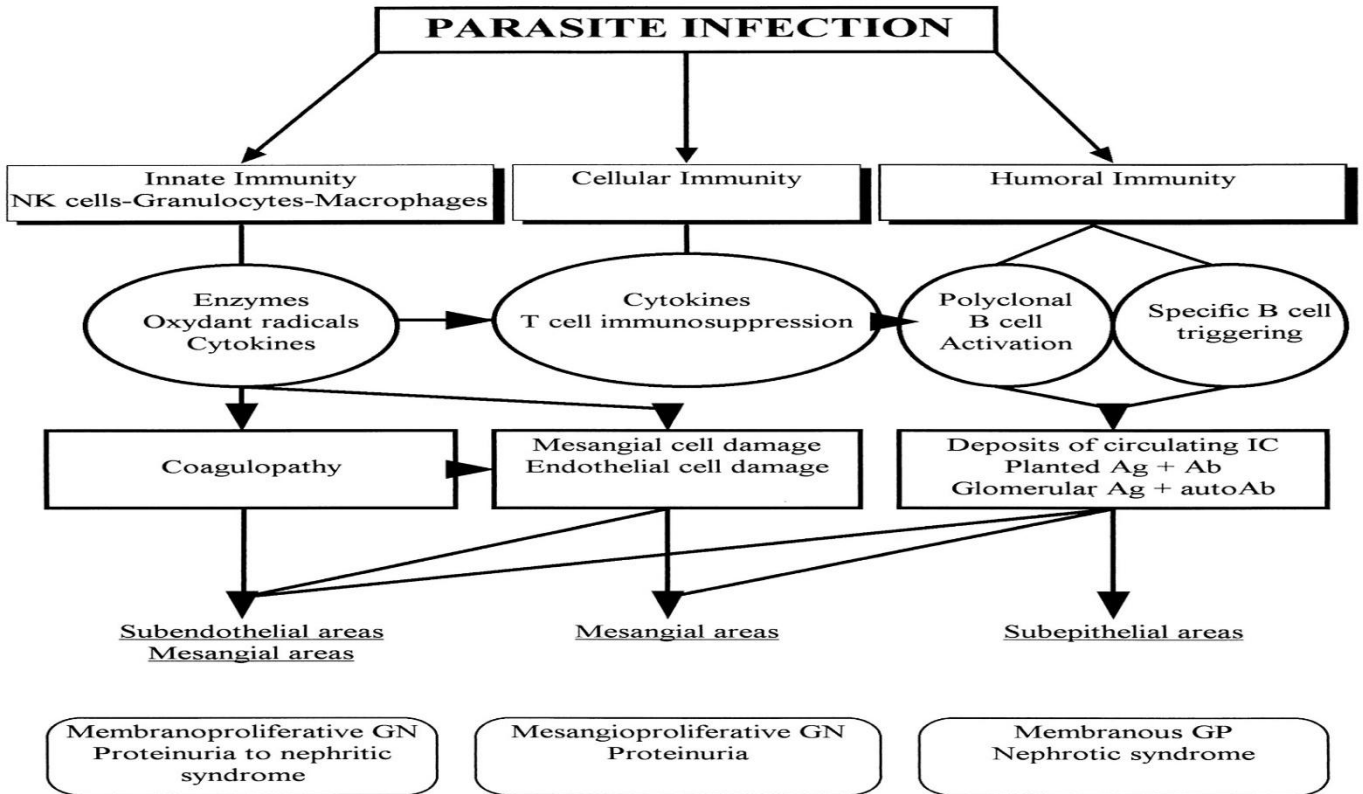 PARASITE INFECTION
Innate Immunity
NK cells-Granulocytes-Macrophages
Cellular Immunity
Humoral Immunity
Enzymes
Oxydant radicals
Cytokines
Cytokines
T cell immunosuppression
Polyclonal
B cell
Activation
Specific B cell
triggering
Coagulopathy
Mesangial cell damage
Endothelial cell damage
Deposits of circulating IC
Planted Ag + Ab
Glomerular Ag + autoAb
Subendothelial areas
Mesangial areas
Mesangial areas
Subepithelial areas
Membranoproliferative GN
Proteinuria to nephritic
syndrome
Mesangioproliferative GN
Proteinuria
Membranous GP
Nephrotic syndrome